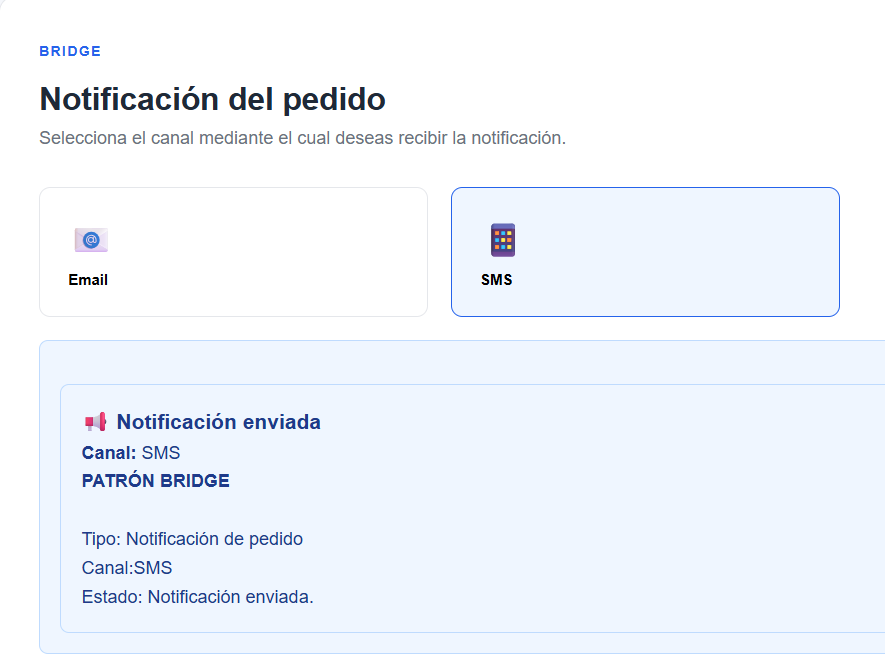 BRIDGE
Notificación del pedido
Selecciona el canal mediante el cual deseas recibir la notificación.
@
Email
SMS
Notificación enviada
Canal: SMS
PATRÓN BRIDGE
Tipo: Notificación de pedido
Canal:SMS
Estado: Notificación enviada.